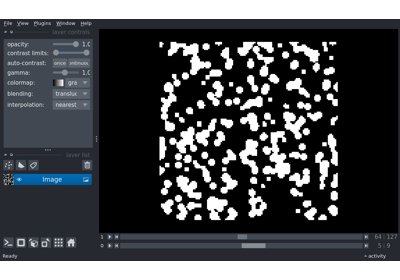 File View Plugins Window Help
layer controls
opacity: 1.0
contrast limits:
auto-contrast: once continuous
gamma: 1.0
colormap: gra
blending: transluc
interpolation: nearest
layer list
Image
1 64 127
0 5 9
Ready activity